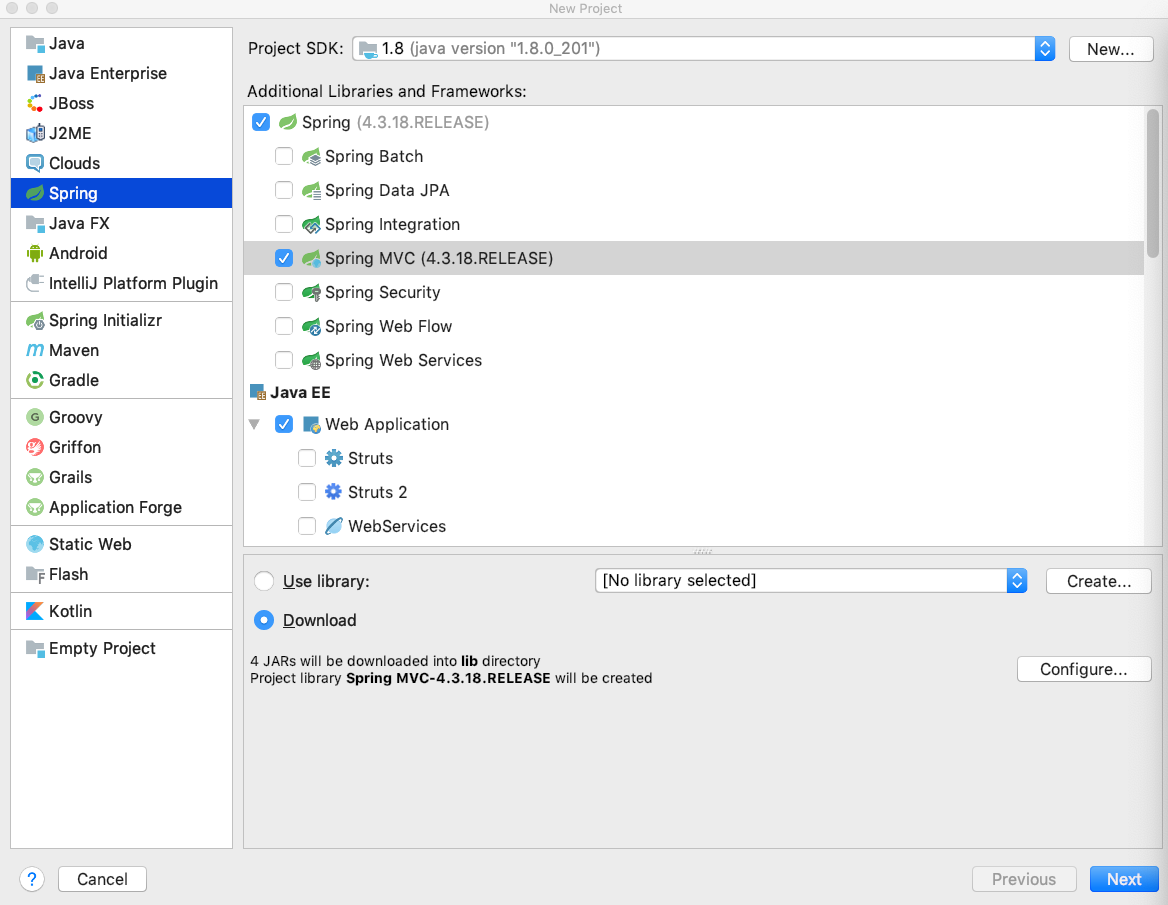 New Project
Java
Java Enterprise
JBoss
J2ME
Clouds
Spring
Java FX
Android
IntelliJ Platform Plugin
Spring Initializr
Maven
Gradle
Groovy
Griffon
Grails
Application Forge
Static Web
Flash
Kotlin
Empty Project
Project SDK: 1.8 (java version "1.8.0_201") New...
Additional Libraries and Frameworks:
Spring (4.3.18.RELEASE)
Spring Batch
Spring Data JPA
Spring Integration
Spring MVC (4.3.18.RELEASE)
Spring Security
Spring Web Flow
Spring Web Services
Java EE
Web Application
Struts
Struts 2
WebServices
Use library: [No library selected] Create...
Download
4 JARs will be downloaded into lib directory
Project library Spring MVC-4.3.18.RELEASE will be created
Configure...
? Cancel Previous Next